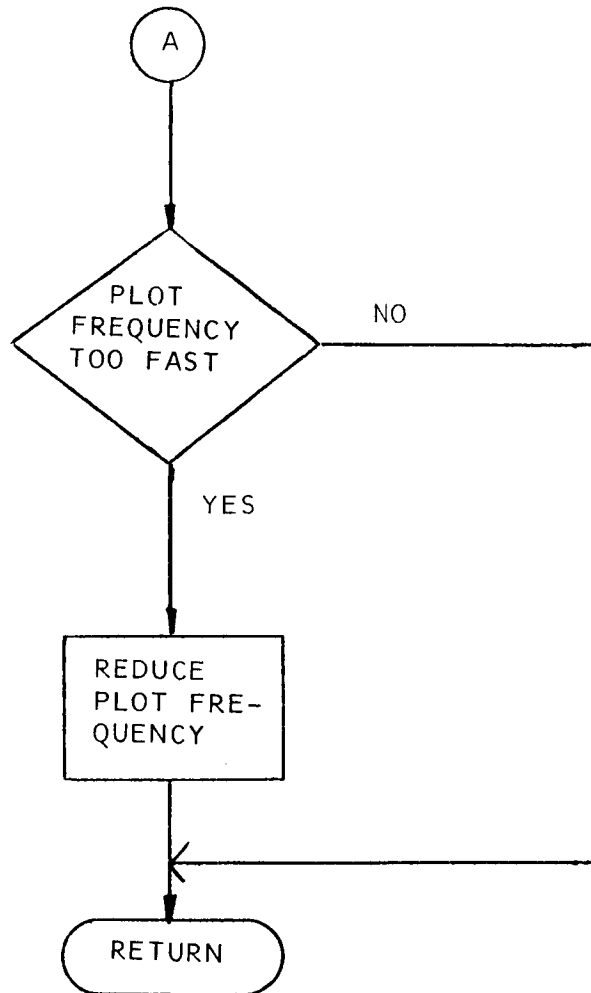 A
PLOT
FREQUENCY
TOO FAST
NO
YES
REDUCE
PLOT FRE-
QUENCY
RETURN